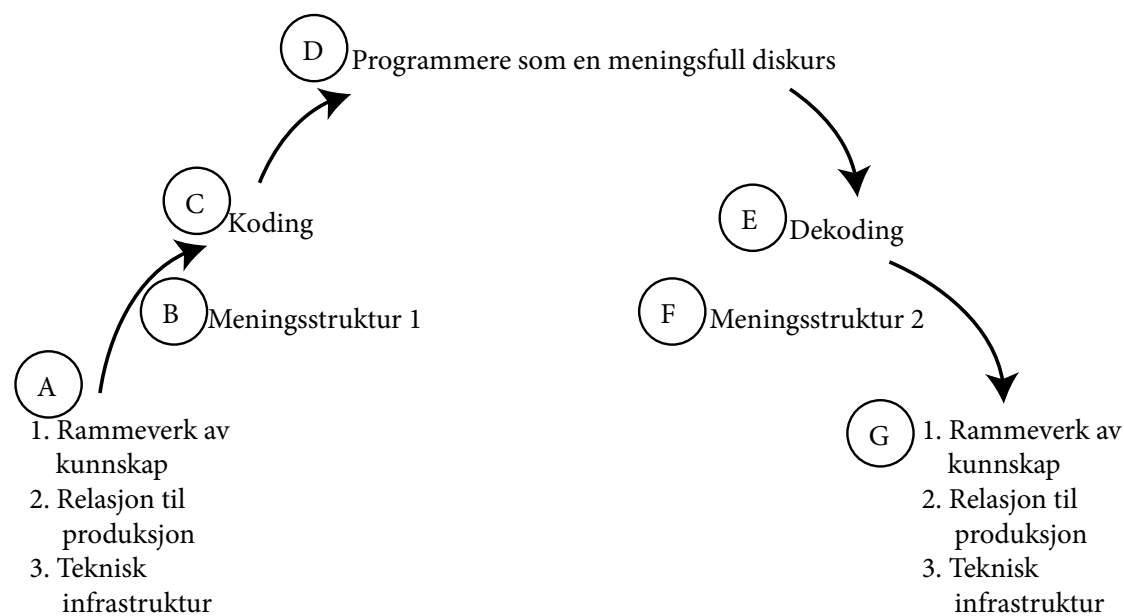 D
Programmere som en meningsfull diskurs
C
Koding
E
Dekoding
B
Meningsstruktur 1
F
Meningsstruktur 2
A
1. Rammeverk av
kunnskap
2. Relasjon til
produksjon
3. Teknisk
infrastruktur
G
1. Rammeverk av
kunnskap
2. Relasjon til
produksjon
3. Teknisk
infrastruktur